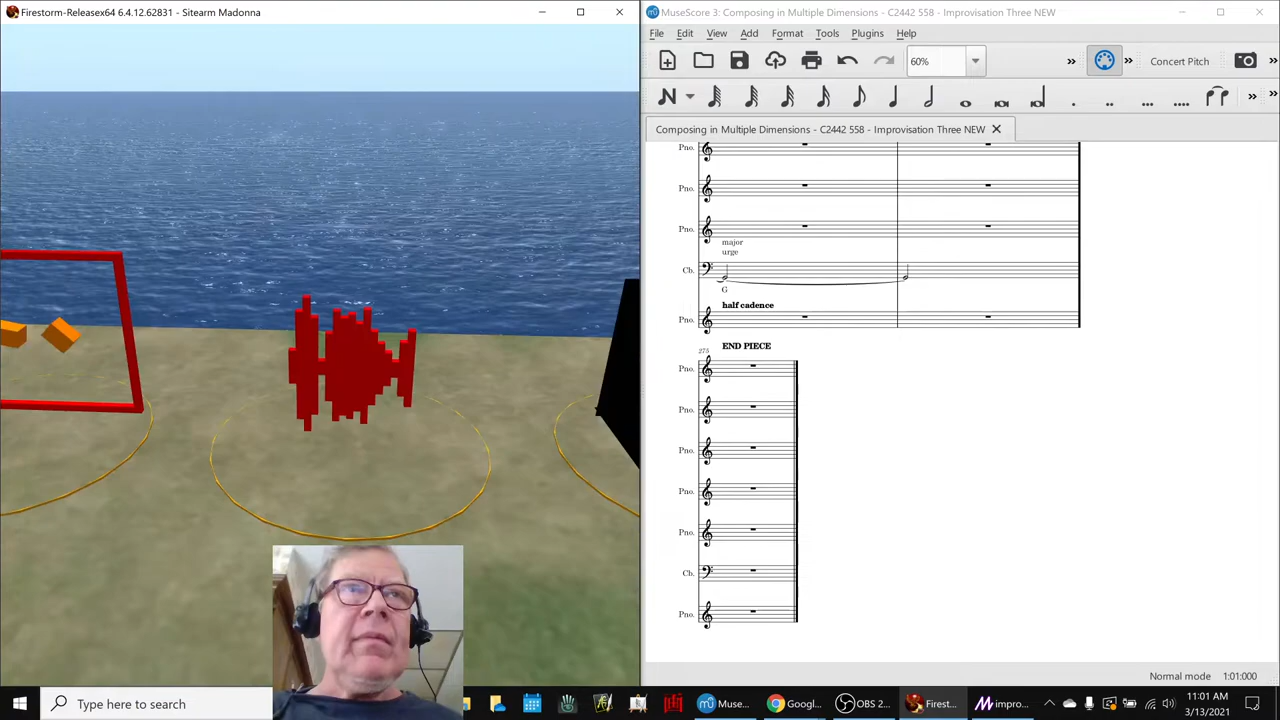 Firestorm-Releasex64 6.4.12.62831 - Sitearm Madonna
MuseScore 3: Composing in Multiple Dimensions - C2442 558 - Improvisation Three NEW
File Edit View Add Format Tools Plugins Help
60%
»
»
Concert Pitch
»
»
»
Composing in Multiple Dimensions - C2442 558 - Improvisation Three NEW
Pno.
Pno.
Pno.
major
urge
Cb.
G
half cadence
Pno.
END PIECE
275
Pno.
Pno.
Pno.
Pno.
Pno.
Cb.
Pno.
Normal mode 1:01:000
Type here to search
Muse...
Googl...
OBS 2...
Firest...
impro...
11:01 AM
3/13/2021